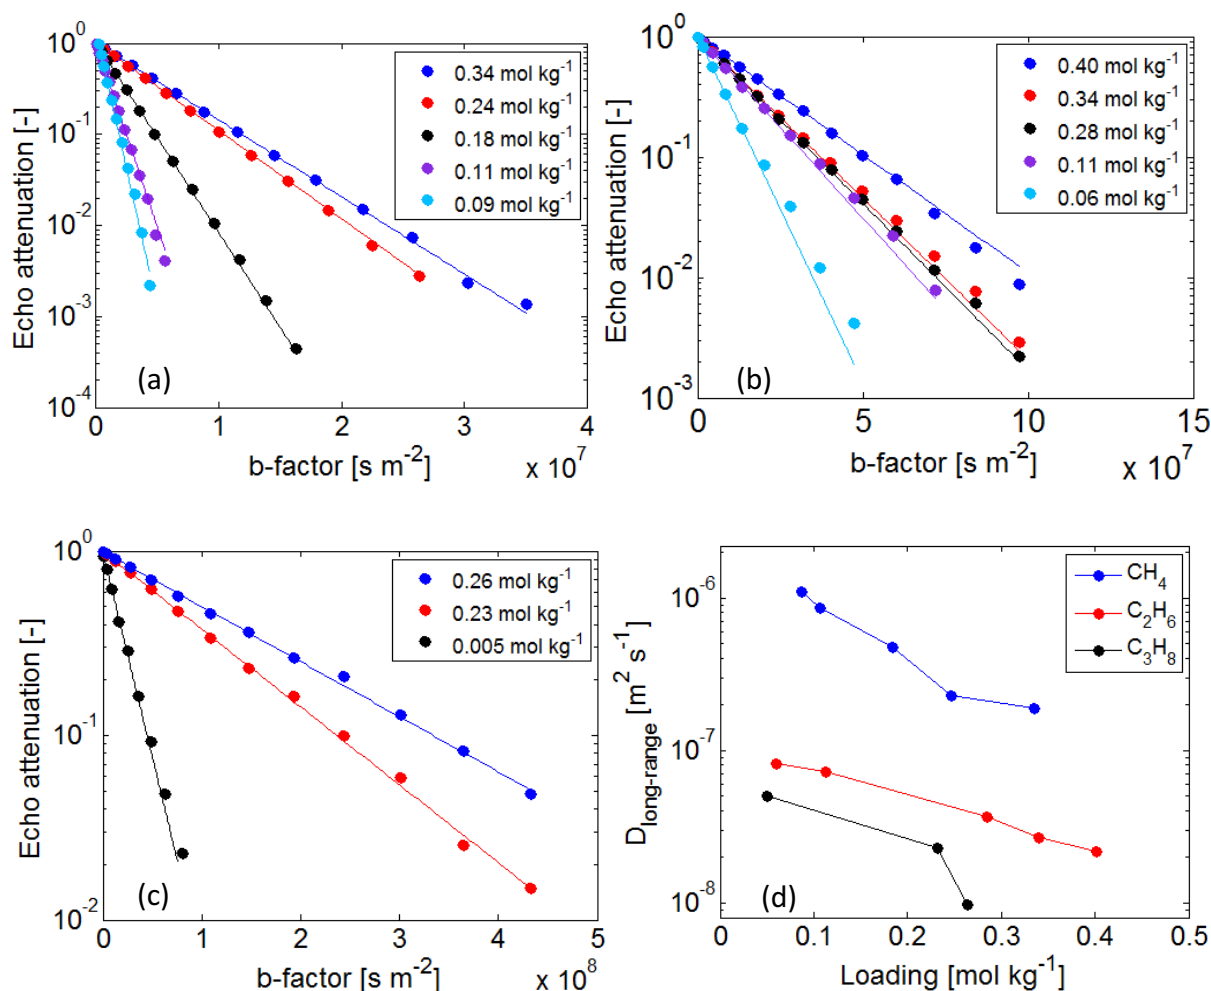 Echo attenuation [-]
10^0
10^-1
10^-2
10^-3
10^-4
0.34 mol kg^-1
0.24 mol kg^-1
0.18 mol kg^-1
0.11 mol kg^-1
0.09 mol kg^-1
(a)
0 1 2 3 4
b-factor [s m^-2] x 10^7
Echo attenuation [-]
10^0
10^-1
10^-2
10^-3
0.40 mol kg^-1
0.34 mol kg^-1
0.28 mol kg^-1
0.11 mol kg^-1
0.06 mol kg^-1
(b)
0 5 10 15
b-factor [s m^-2] x 10^7
Echo attenuation [-]
10^0
10^-1
10^-2
0.26 mol kg^-1
0.23 mol kg^-1
0.005 mol kg^-1
(c)
0 1 2 3 4 5
b-factor [s m^-2] x 10^8
D_long-range [m^2 s^-1]
10^-6
10^-7
10^-8
CH_4
C_2H_6
C_3H_8
(d)
0 0.1 0.2 0.3 0.4 0.5
Loading [mol kg^-1]